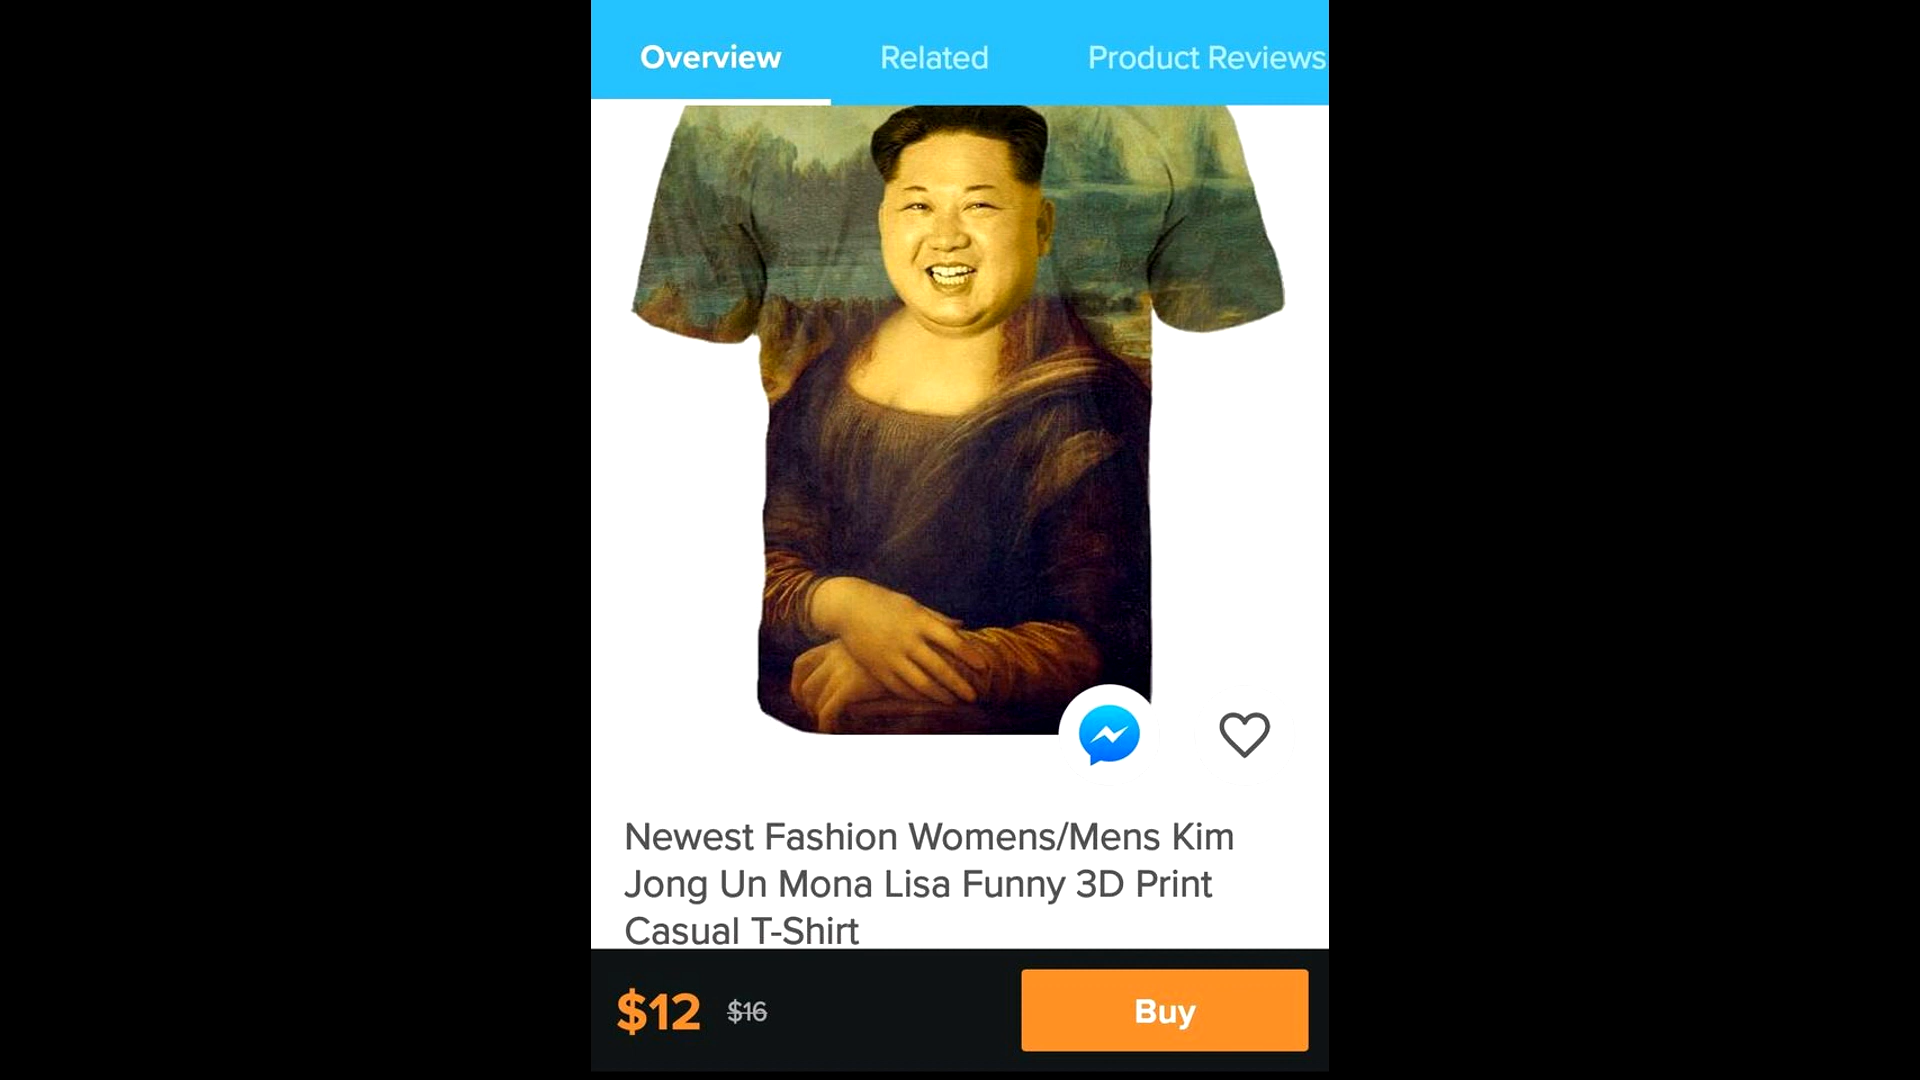 Overview Related Product Reviews
Newest Fashion Womens/Mens Kim
Jong Un Mona Lisa Funny 3D Print
Casual T-Shirt
$12 $16 Buy